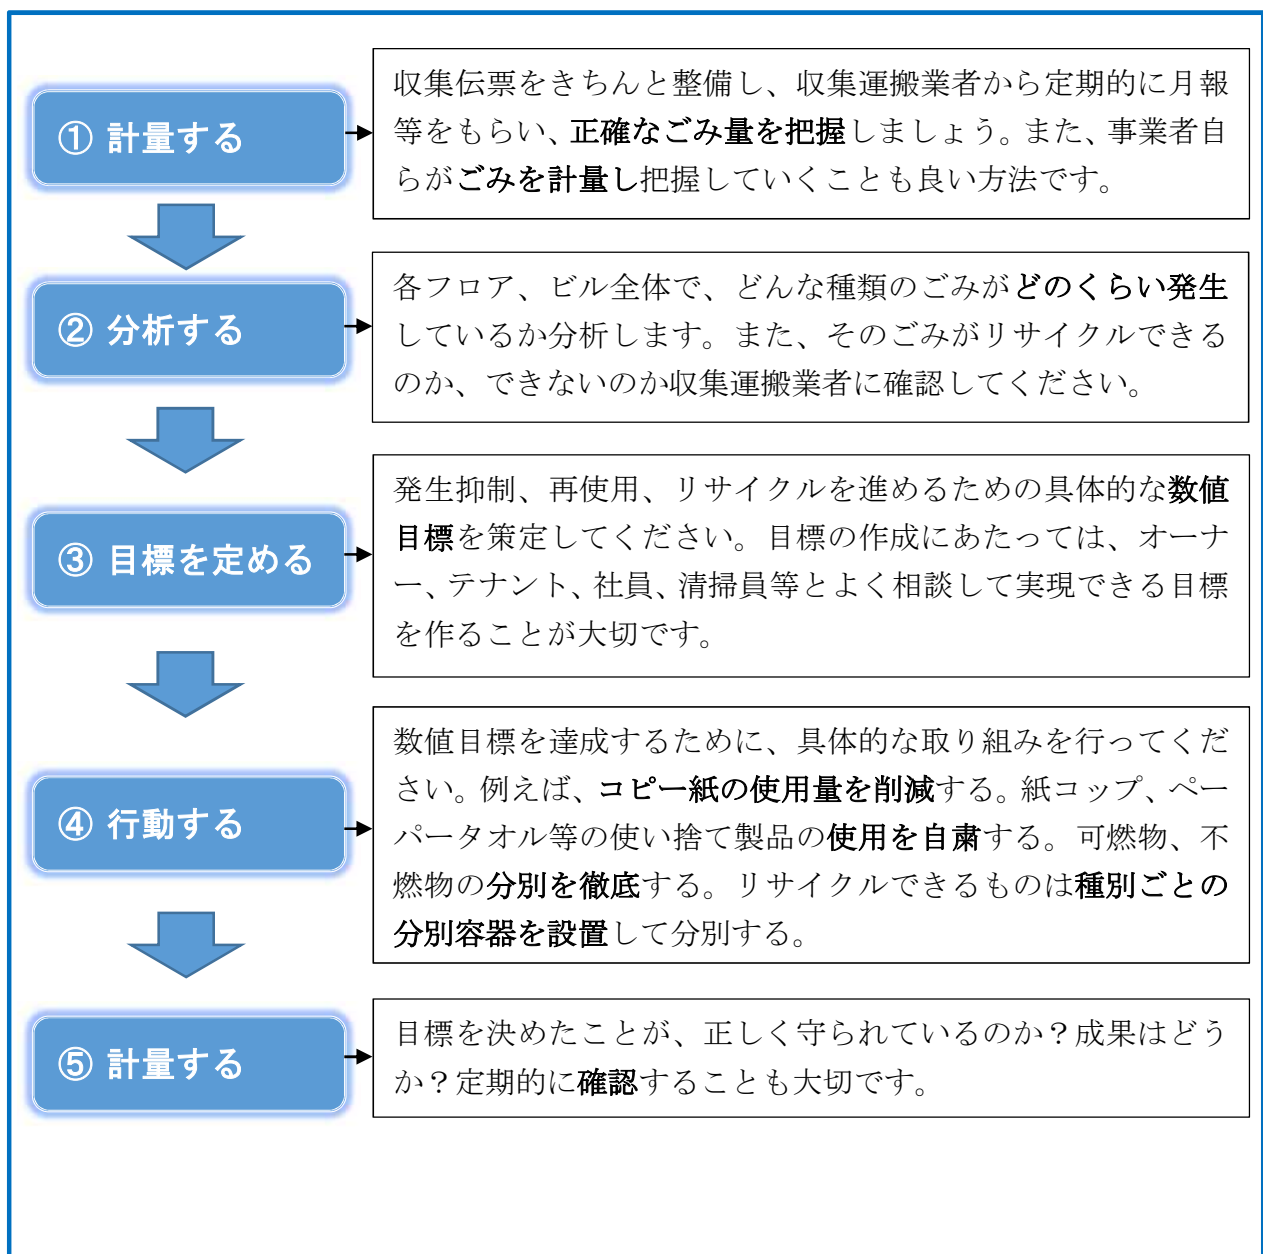 ① 計量する
収集伝票をきちんと整備し、収集運搬業者から定期的に月報
等をもらい、正確なごみ量を把握しましょう。また、事業者自
らがごみを計量し把握していくことも良い方法です。
② 分析する
各フロア、ビル全体で、どんな種類のごみがどのくらい発生
しているか分析します。また、そのごみがリサイクルできる
のか、できないのか収集運搬業者に確認してください。
③ 目標を定める
発生抑制、再使用、リサイクルを進めるための具体的な数値
目標を策定してください。目標の作成にあたっては、オーナ
ー、テナント、社員、清掃員等とよく相談して実現できる目標
を作ることが大切です。
④ 行動する
数値目標を達成するために、具体的な取り組みを行ってくだ
さい。例えば、コピー紙の使用量を削減する。紙コップ、ペー
パータオル等の使い捨て製品の使用を自粛する。可燃物、不
燃物の分別を徹底する。リサイクルできるものは種別ごとの
分別容器を設置して分別する。
⑤ 計量する
目標を決めたことが、正しく守られているのか？成果はどう
か？定期的に確認することも大切です。